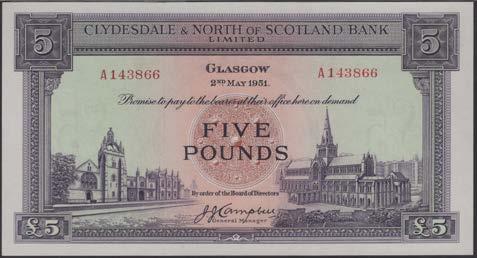 5 CLYDESDALE & NORTH OF SCOTLAND BANK 5
LIMITED
A 143866 GLASGOW A 143866
2ND MAY 1951.
Promise to pay to the bearer at their office here on demand
FIVE
POUNDS
By order of the Board of Directors
J.J. Campbell
General Manager
£5 £5